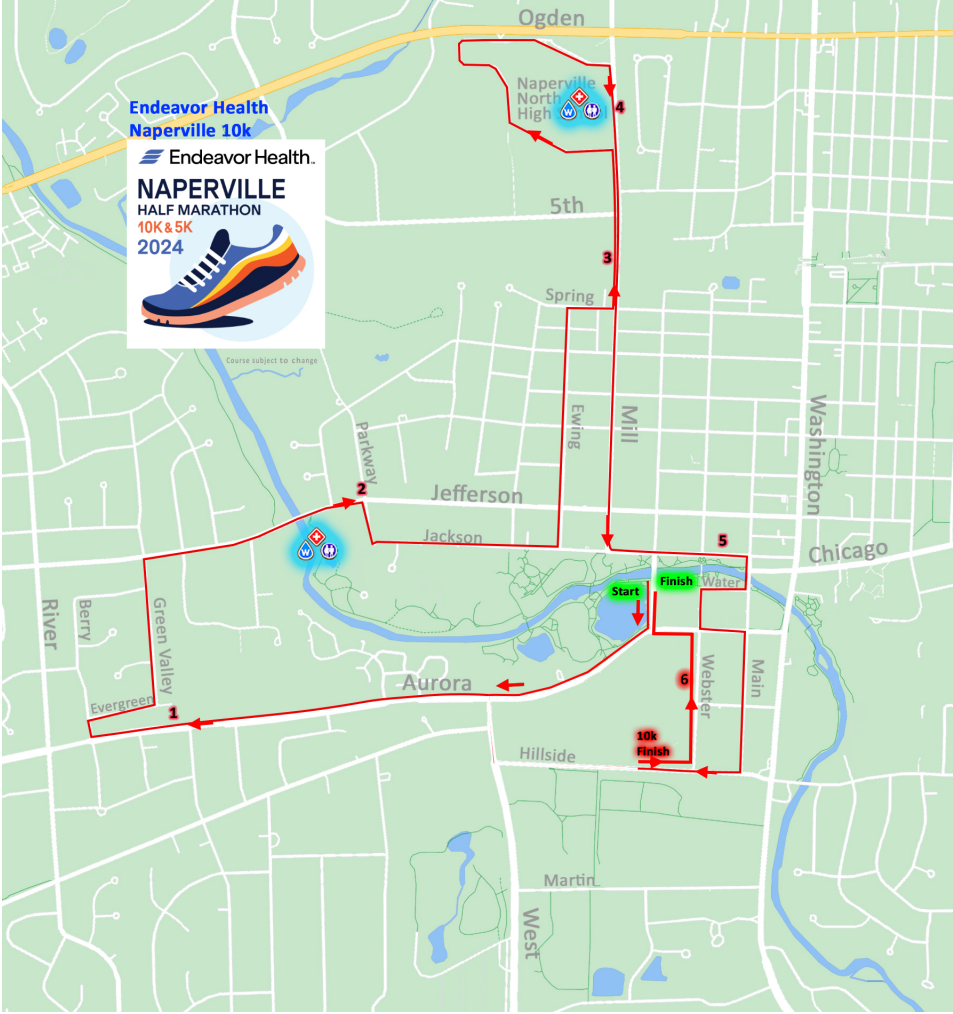 Ogden
Naperville
North
High
W
4
Endeavor Health
Naperville 10k
Endeavor Health.
NAPERVILLE
HALF MARATHON
10K & 5K
2024
5th
3
Spring
Course subject to change
Ewing
Mill
Washington
Parkway
2
Jefferson
Jackson
5
Chicago
W
Start
Finish
Water
River
Berry
Green Valley
Aurora
Webster
Main
6
Evergreen
1
10k
Finish
Hillside
Martin
West